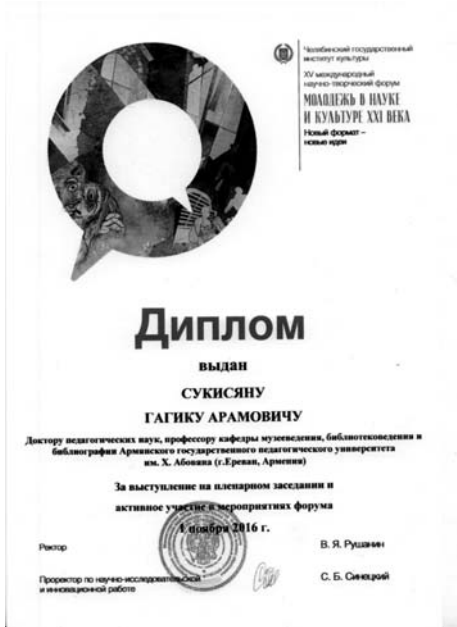 Челябинский государственный
институт культуры
XV международный
научно-творческий форум
МОЛОДЕЖЬ В НАУКЕ
И КУЛЬТУРЕ XXI ВЕКА
Новый формат –
новые идеи
Диплом
выдан
СУКИСЯНУ
ГАГИКУ АРАМОВИЧУ
Доктору педагогических наук, профессору кафедры музееведения, библиотековедения и
библиографии Армянского государственного педагогического университета
им. Х. Абовяна (г.Ереван, Армения)
За выступление на пленарном заседании и
активное участие в мероприятиях форума
1 ноября 2016 г.
Ректор
В. Я. Рушанин
Проректор по научно-исследовательской
и инновационной работе
С. Б. Синецкий